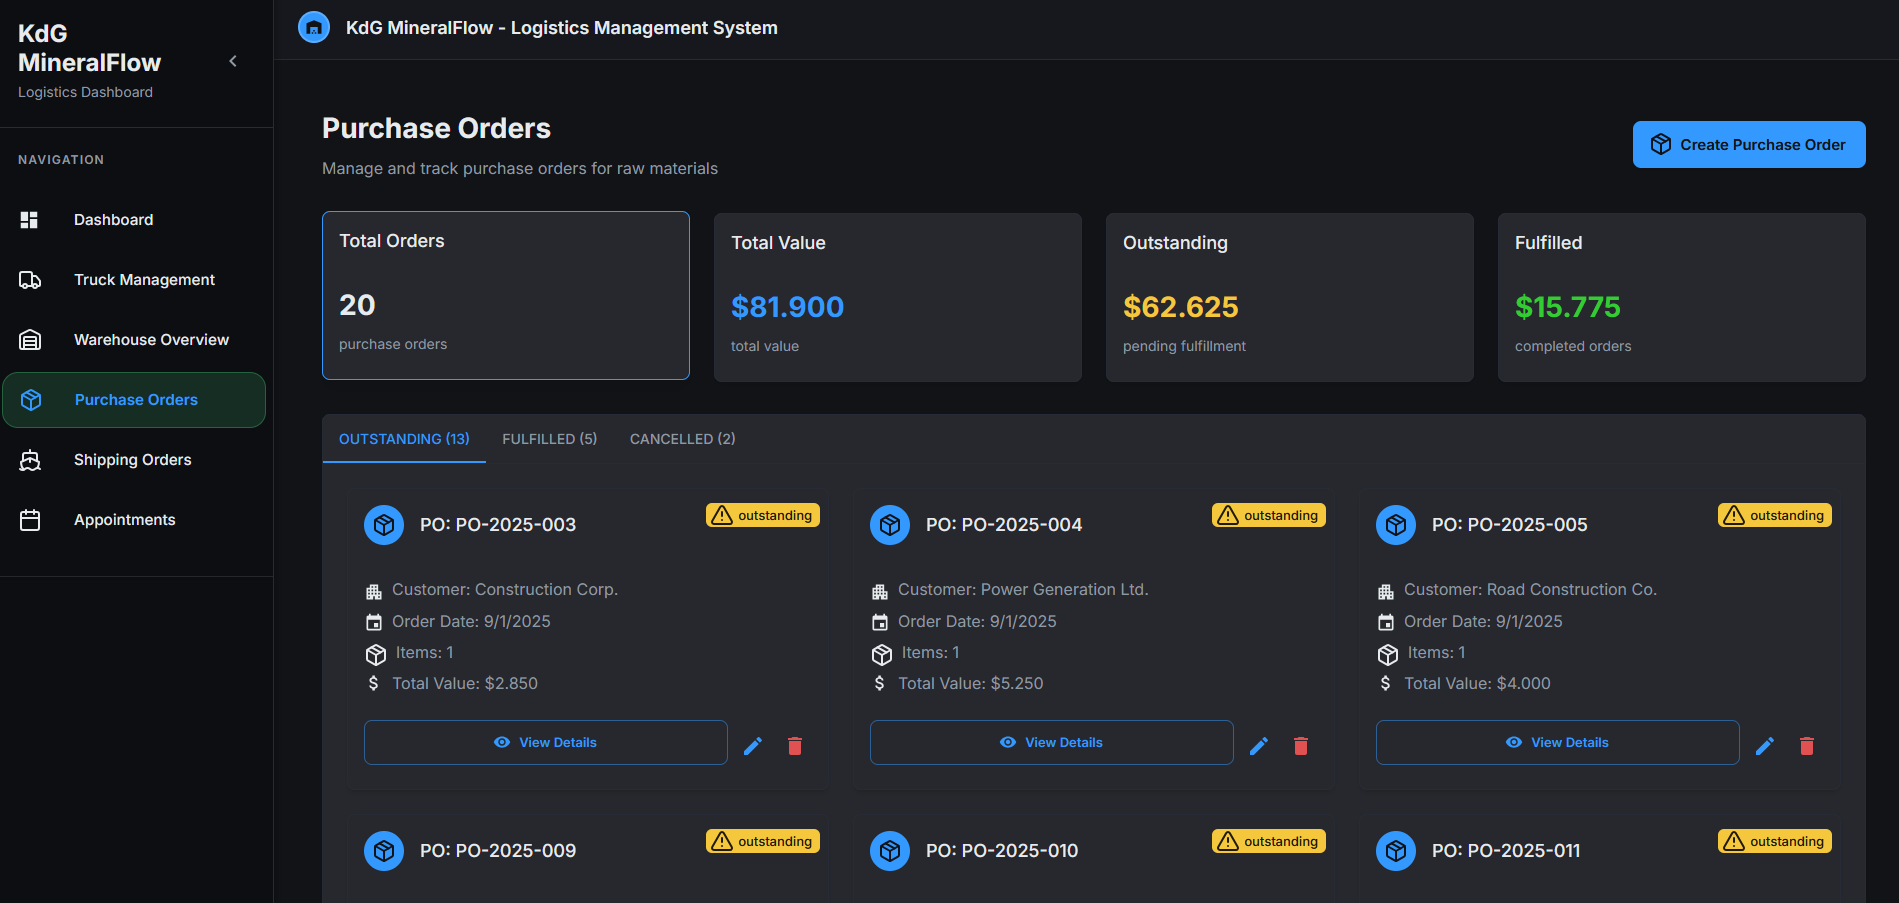 KdG
MineralFlow
Logistics Dashboard
NAVIGATION
Dashboard
Truck Management
Warehouse Overview
Purchase Orders
Shipping Orders
Appointments
KdG MineralFlow - Logistics Management System
Purchase Orders
Manage and track purchase orders for raw materials
Create Purchase Order
Total Orders
20
purchase orders
Total Value
$81.900
total value
Outstanding
$62.625
pending fulfillment
Fulfilled
$15.775
completed orders
OUTSTANDING (13)
FULFILLED (5)
CANCELLED (2)
PO: PO-2025-003
outstanding
Customer: Construction Corp.
Order Date: 9/1/2025
Items: 1
Total Value: $2.850
View Details
PO: PO-2025-004
outstanding
Customer: Power Generation Ltd.
Order Date: 9/1/2025
Items: 1
Total Value: $5.250
View Details
PO: PO-2025-005
outstanding
Customer: Road Construction Co.
Order Date: 9/1/2025
Items: 1
Total Value: $4.000
View Details
PO: PO-2025-009
outstanding
PO: PO-2025-010
outstanding
PO: PO-2025-011
outstanding